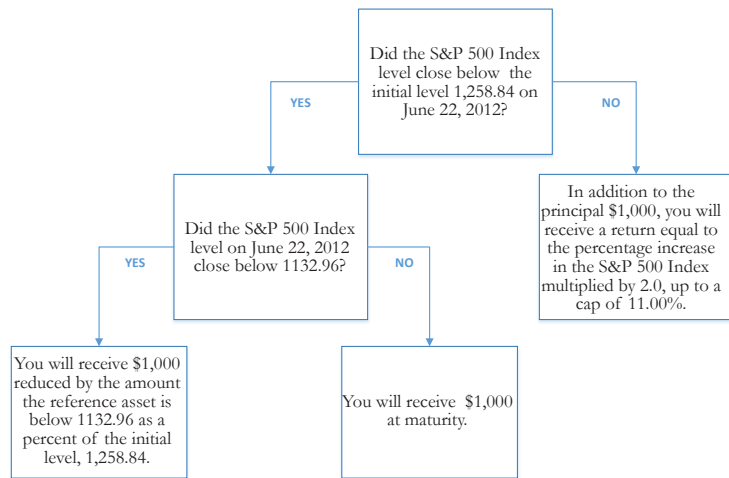 Did the S&P 500 Index
level close below the
initial level 1,258.84 on
June 22, 2012?
YES
NO
Did the S&P 500 Index
level on June 22, 2012
close below 1132.96?
In addition to the
principal $1,000, you will
receive a return equal to
the percentage increase
in the S&P 500 Index
multiplied by 2.0, up to a
cap of 11.00%.
YES
NO
You will receive $1,000
reduced by the amount
the reference asset is
below 1132.96 as a
percent of the initial
level, 1,258.84.
You will receive $1,000
at maturity.